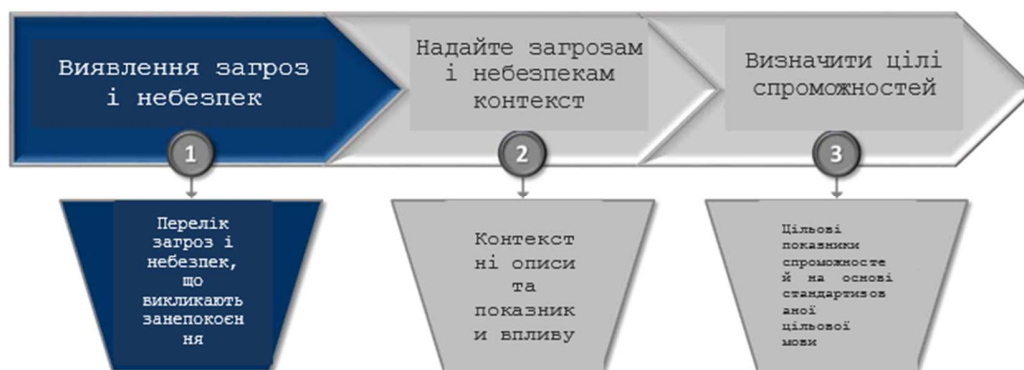 Виявлення загроз
і небезпек
Надайте загрозам
і небезпекам
контекст
Визначити цілі
спроможностей
1
2
3
Перелік
загроз і
небезпек,
що
викликають
занепокоєн
ня
Контекст
ні описи
та
показник
и впливу
Цільові
показники
спроможносте
й на основі
стандартизов
аної
цільової
мови